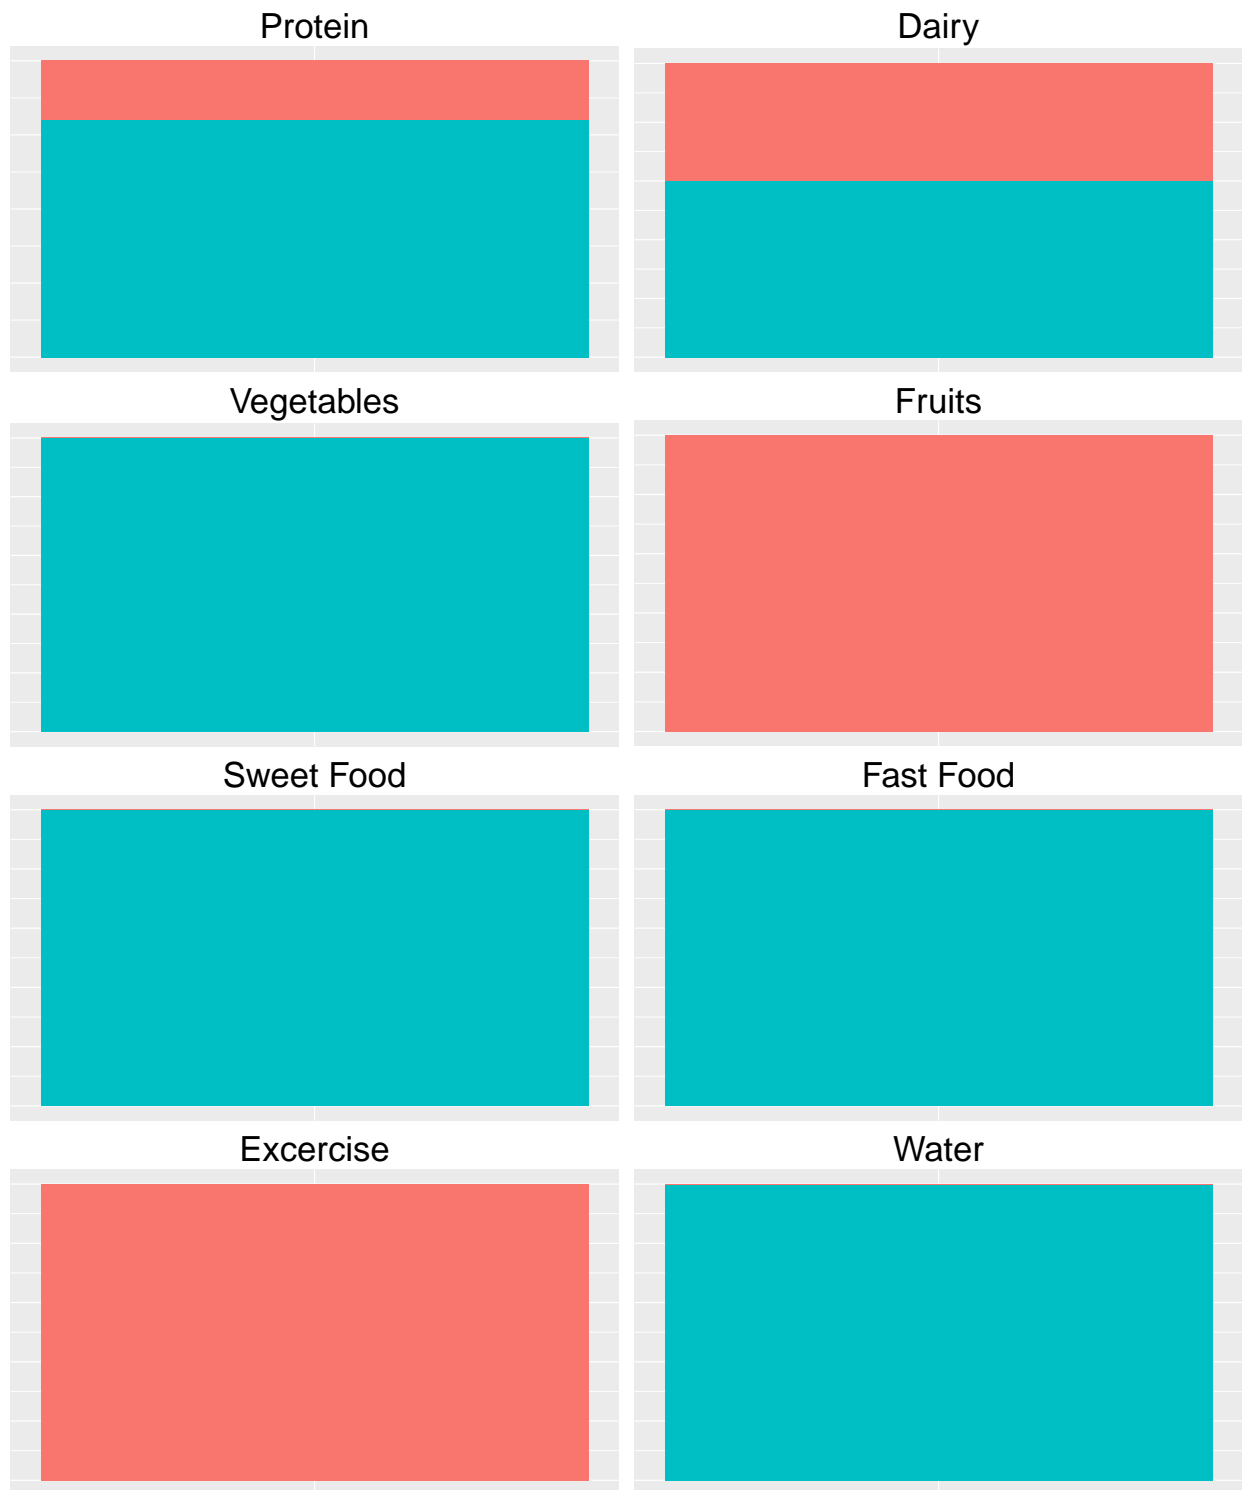 Protein
Dairy
Vegetables
Fruits
Sweet Food
Fast Food
Excercise
Water